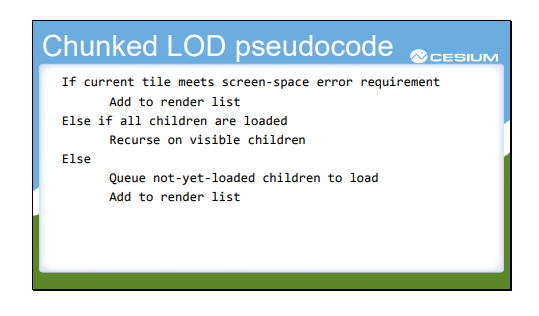 Chunked LOD pseudocode
CESIUM
If current tile meets screen-space error requirement
Add to render list
Else if all children are loaded
Recurse on visible children
Else
Queue not-yet-loaded children to load
Add to render list